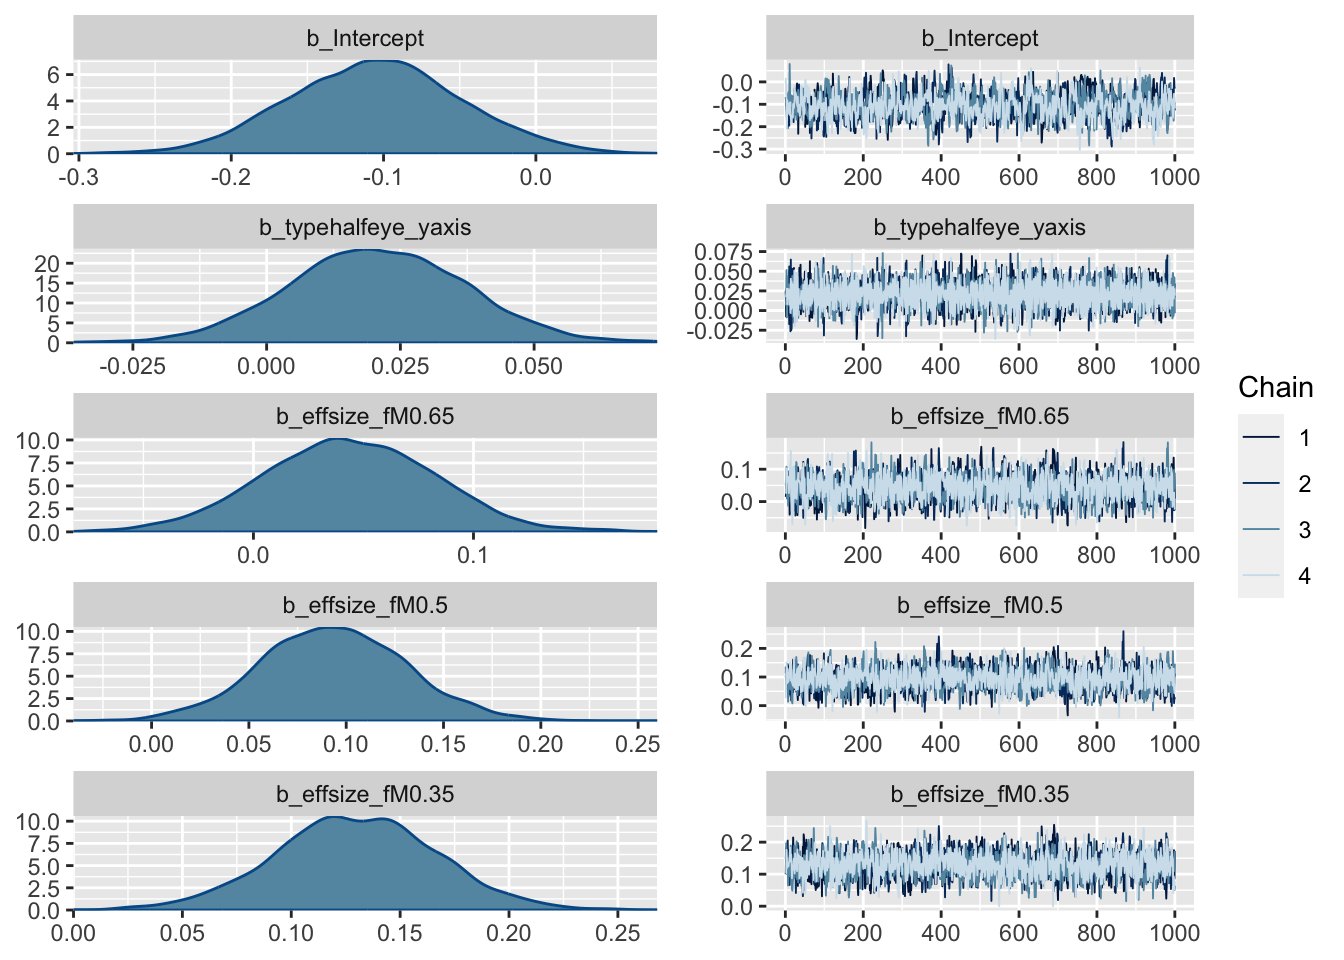 b_Intercept
6
4
2
0
-0.3 -0.2 -0.1 0.0
b_Intercept
0.0
-0.1
-0.2
-0.3
0 200 400 600 800 1000
b_typehalfeye_yaxis
20
15
10
5
0
-0.025 0.000 0.025 0.050
b_typehalfeye_yaxis
0.075
0.050
0.025
0.000
-0.025
0 200 400 600 800 1000
b_effsize_fM0.65
10.0
7.5
5.0
2.5
0.0
0.0 0.1
b_effsize_fM0.65
0.1
0.0
0 200 400 600 800 1000
b_effsize_fM0.5
10.0
7.5
5.0
2.5
0.0
0.00 0.05 0.10 0.15 0.20 0.25
b_effsize_fM0.5
0.2
0.1
0.0
0 200 400 600 800 1000
b_effsize_fM0.35
10.0
7.5
5.0
2.5
0.0
0.00 0.05 0.10 0.15 0.20 0.25
b_effsize_fM0.35
0.2
0.1
0.0
0 200 400 600 800 1000
Chain
1
2
3
4